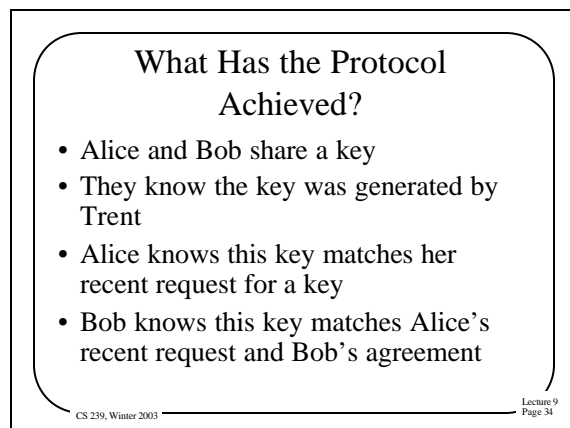 What Has the Protocol
Achieved?
• Alice and Bob share a key
• They know the key was generated by
Trent
• Alice knows this key matches her
recent request for a key
• Bob knows this key matches Alice’s
recent request and Bob’s agreement
CS 239, Winter 2003
Lecture 9
Page 34